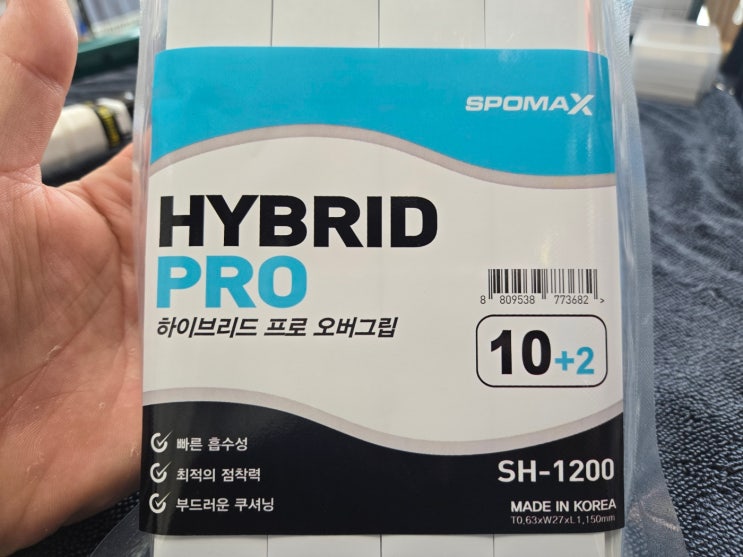 SPOMAX
HYBRID
PRO
하이브리드 프로 오버그립
8 809538 773682 >
10+2
빠른 흡수성
최적의 점착력
부드러운 쿠셔닝
SH-1200
MADE IN KOREA
T0.63xW27xL1,150mm